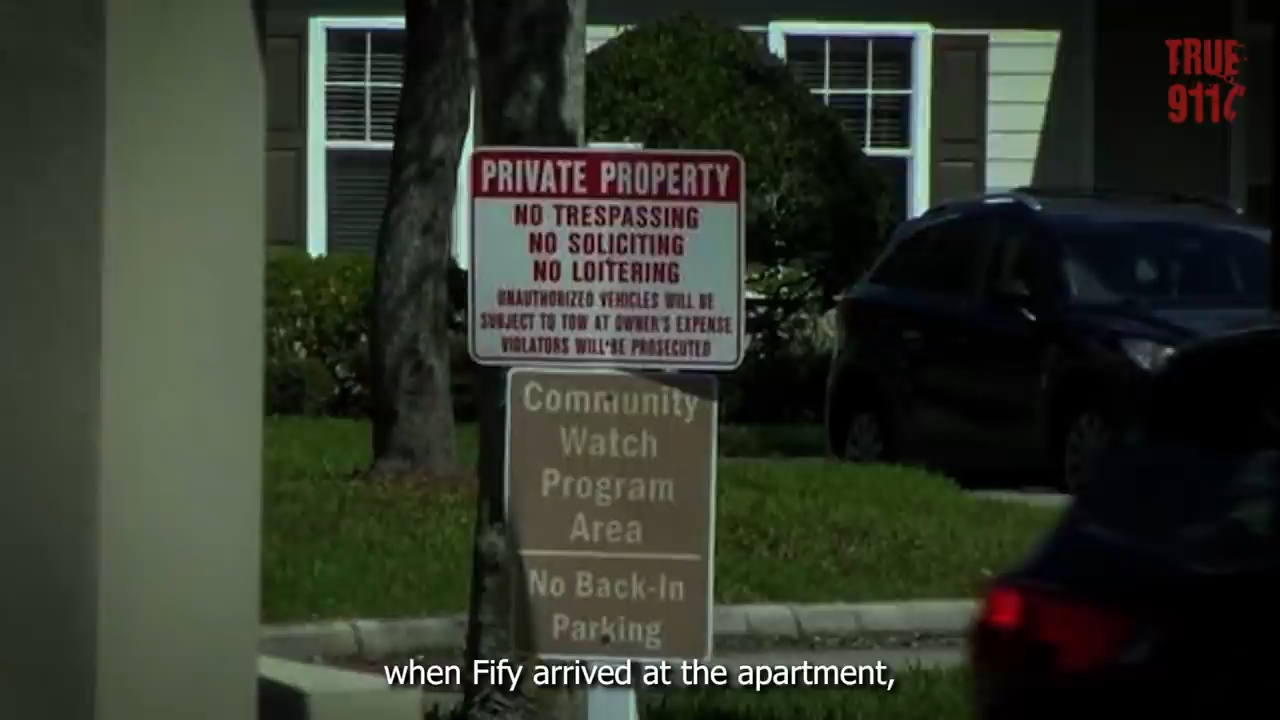 TRUE
911
PRIVATE PROPERTY
NO TRESPASSING
NO SOLICITING
NO LOITERING
UNAUTHORIZED VEHICLES WILL BE
SUBJECT TO TOW AT OWNER'S EXPENSE
VIOLATORS WILL BE PROSECUTED
Community
Watch
Program
Area
No Back-In
Parking
when Fify arrived at the apartment,